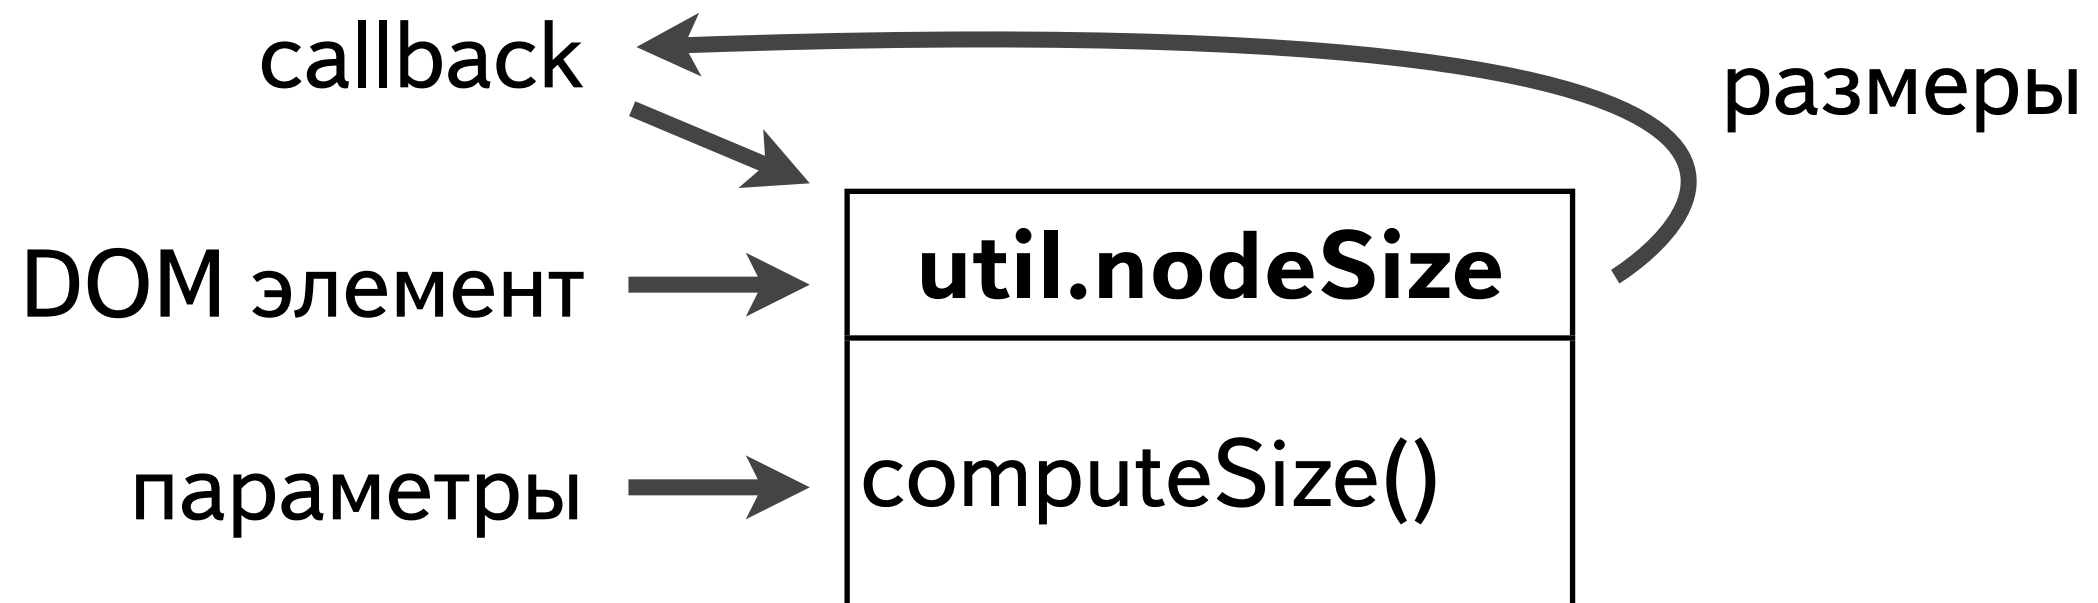 callback
размеры
util.nodeSize
DOM элемент
параметры
computeSize()